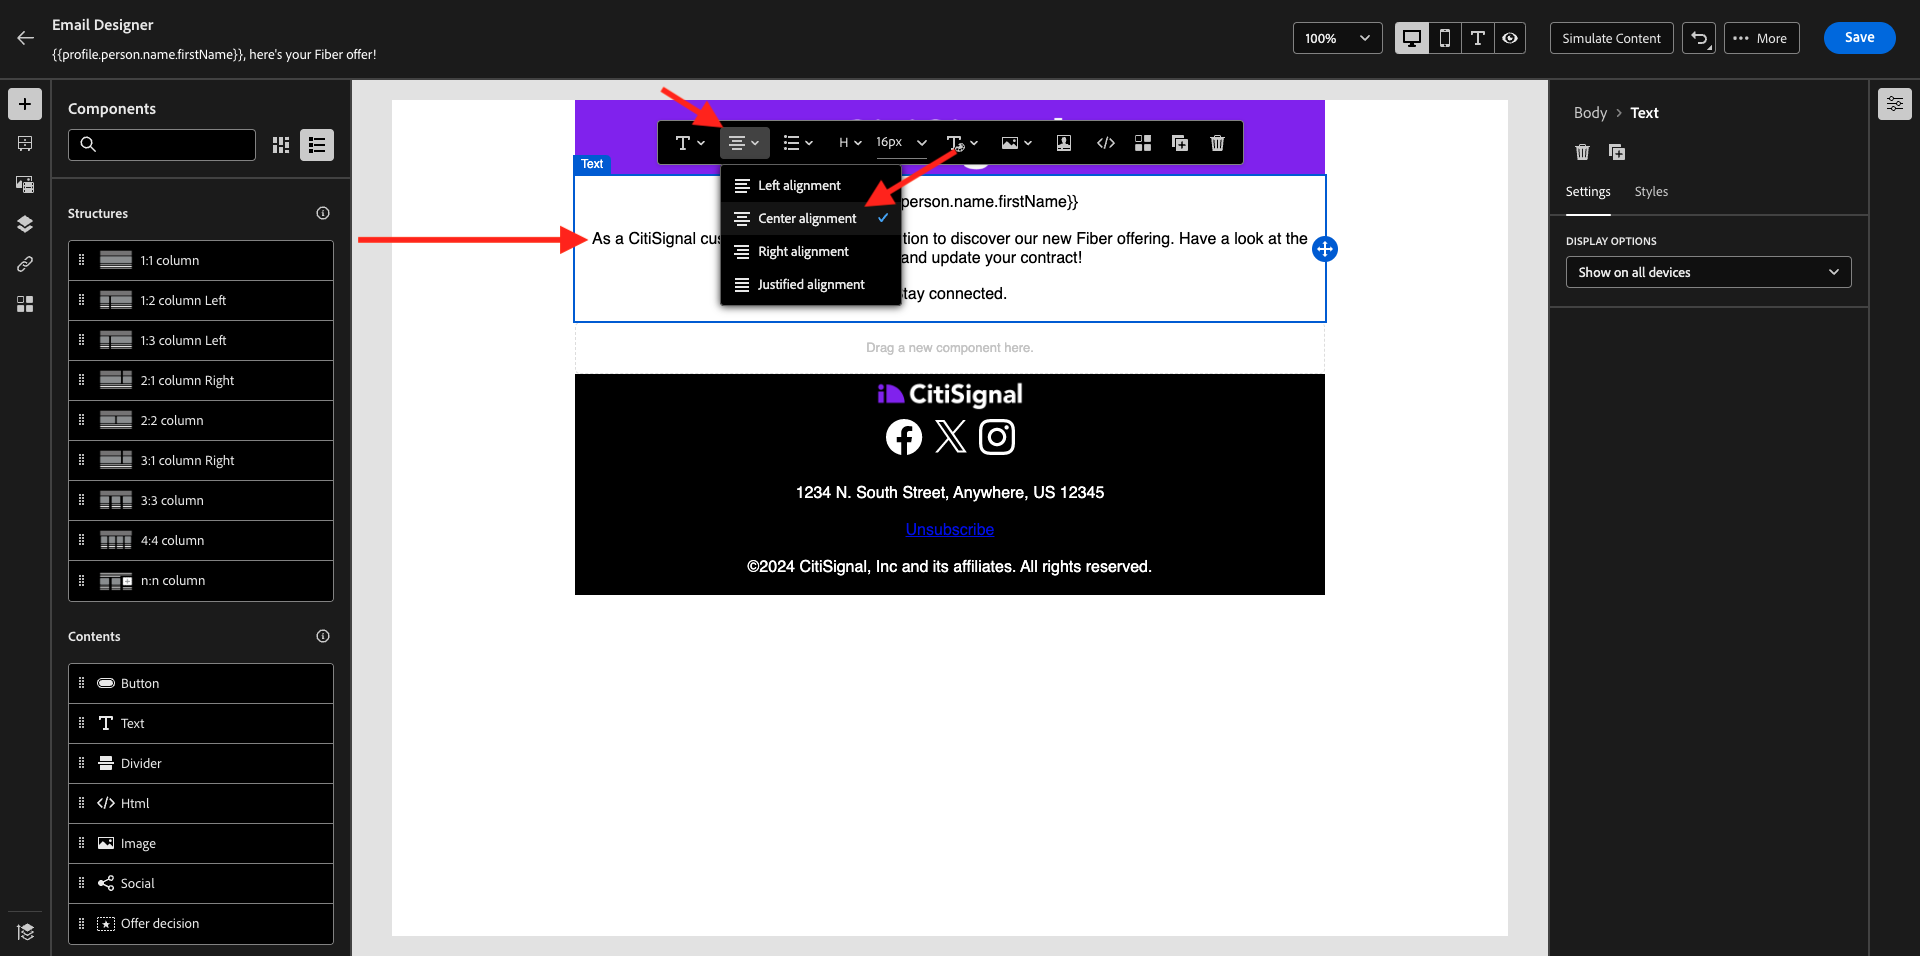 Email Designer
{{profile.person.name.firstName}}, here's your Fiber offer!
100%
Simulate Content
More
Save
Components
Structures
1:1 column
1:2 column Left
1:3 column Left
2:1 column Right
2:2 column
3:1 column Right
3:3 column
4:4 column
n:n column
Contents
Button
Text
Divider
Html
Image
Social
Offer decision
H
16px
Text
Left alignment
Center alignment
Right alignment
Justified alignment
person.name.firstName}}
As a CitiSignal cus tion to discover our new Fiber offering. Have a look at the
and update your contract!
tay connected.
Drag a new component here.
CitiSignal
1234 N. South Street, Anywhere, US 12345
Unsubscribe
©2024 CitiSignal, Inc and its affiliates. All rights reserved.
Body > Text
Settings
Styles
DISPLAY OPTIONS
Show on all devices